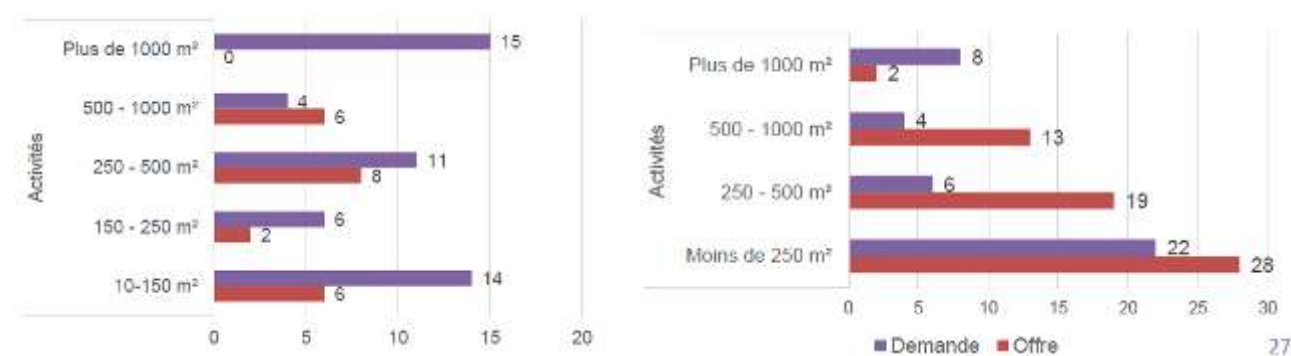 Activités
Plus de 1000 m²
15
0
500 - 1000 m²
4
6
250 - 500 m²
11
8
150 - 250 m²
6
2
10-150 m²
14
6
0 5 10 15 20
Activités
Plus de 1000 m²
8
2
500 - 1000 m²
4
13
250 - 500 m²
6
19
Moins de 250 m²
22
28
0 5 10 15 20 25 30
Demande Offre
27